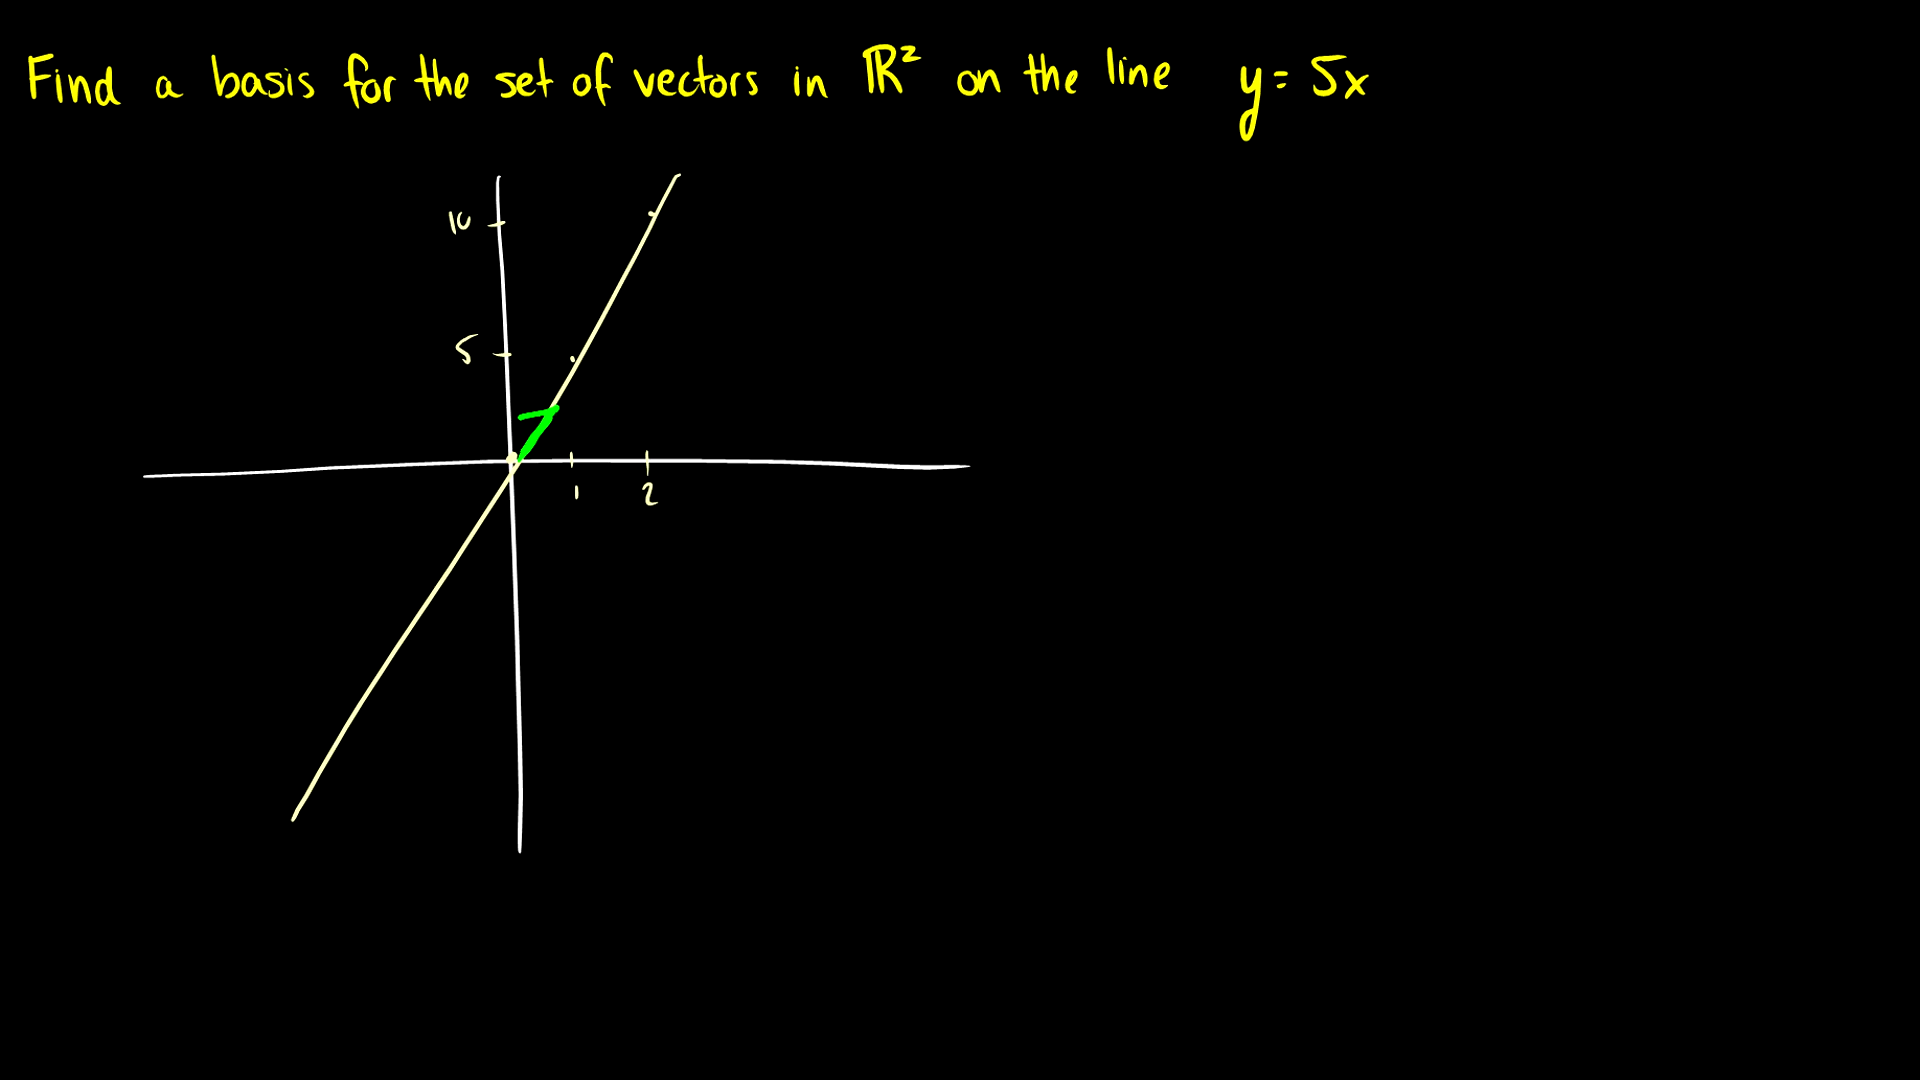 Find a basis for the set of vectors in ℝ² on the line y = 5x
10
5
1 2